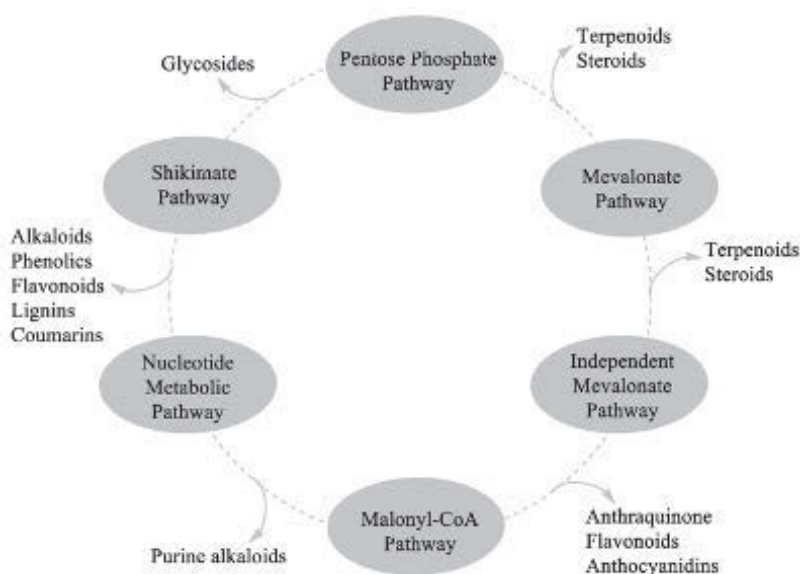 Pentose Phosphate
Pathway
Terpenoids
Steroids
Mevalonate
Pathway
Terpenoids
Steroids
Independent
Mevalonate
Pathway
Anthraquinone
Flavonoids
Anthocyanidins
Malonyl-CoA
Pathway
Purine alkaloids
Nucleotide
Metabolic
Pathway
Alkaloids
Phenolics
Flavonoids
Lignins
Coumarins
Shikimate
Pathway
Glycosides